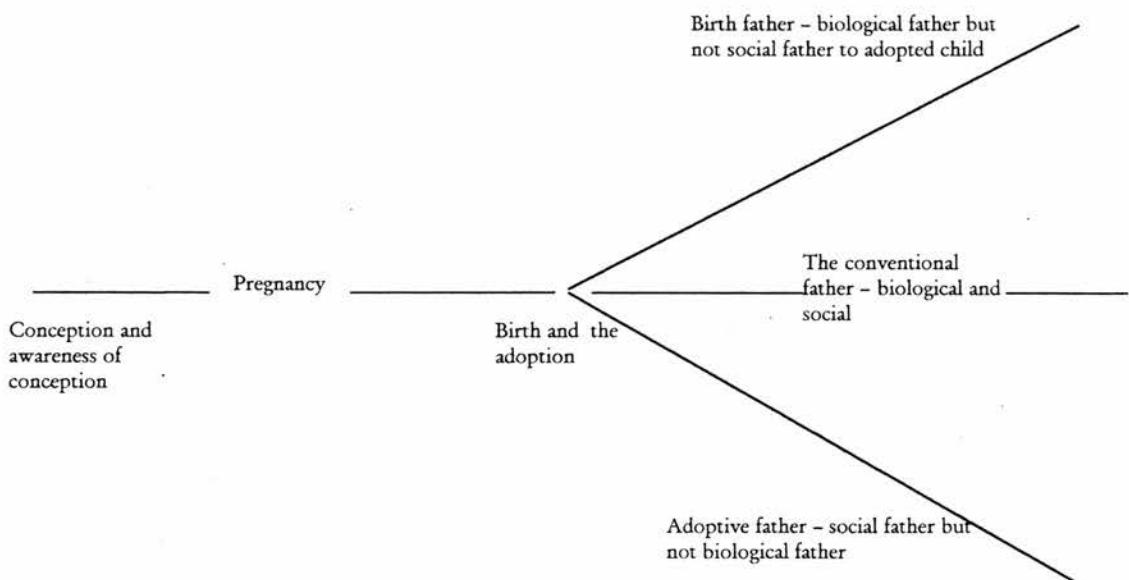 Birth father – biological father but
not social father to adopted child
Pregnancy
The conventional
father – biological and
social
Conception and
awareness of
conception
Birth and the
adoption
Adoptive father – social father but
not biological father